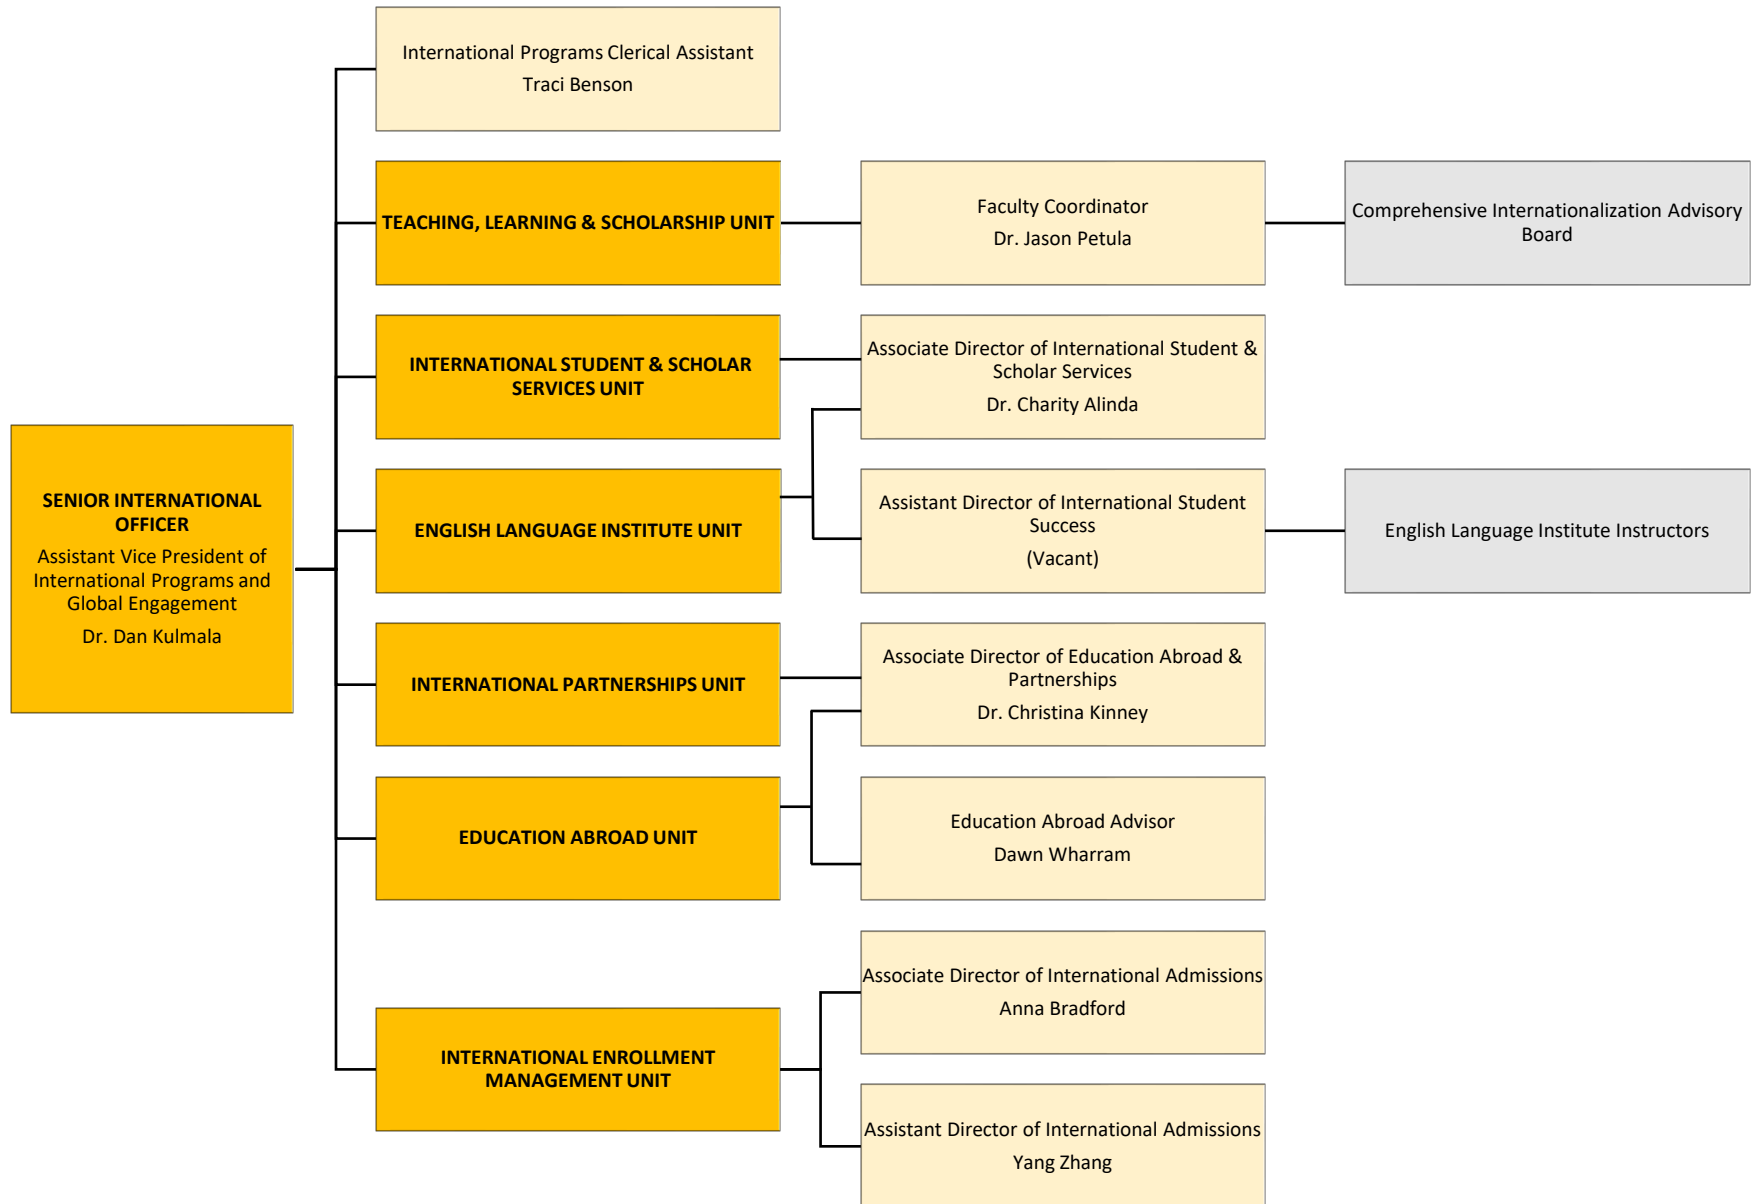 International Programs Clerical Assistant
Traci Benson
TEACHING, LEARNING & SCHOLARSHIP UNIT
Faculty Coordinator
Dr. Jason Petula
Comprehensive Internationalization Advisory
Board
INTERNATIONAL STUDENT & SCHOLAR
SERVICES UNIT
Associate Director of International Student &
Scholar Services
Dr. Charity Alinda
SENIOR INTERNATIONAL
OFFICER
Assistant Vice President of
International Programs and
Global Engagement
Dr. Dan Kulmala
ENGLISH LANGUAGE INSTITUTE UNIT
Assistant Director of International Student
Success
(Vacant)
English Language Institute Instructors
INTERNATIONAL PARTNERSHIPS UNIT
Associate Director of Education Abroad &
Partnerships
Dr. Christina Kinney
EDUCATION ABROAD UNIT
Education Abroad Advisor
Dawn Wharram
INTERNATIONAL ENROLLMENT
MANAGEMENT UNIT
Associate Director of International Admissions
Anna Bradford
Assistant Director of International Admissions
Yang Zhang